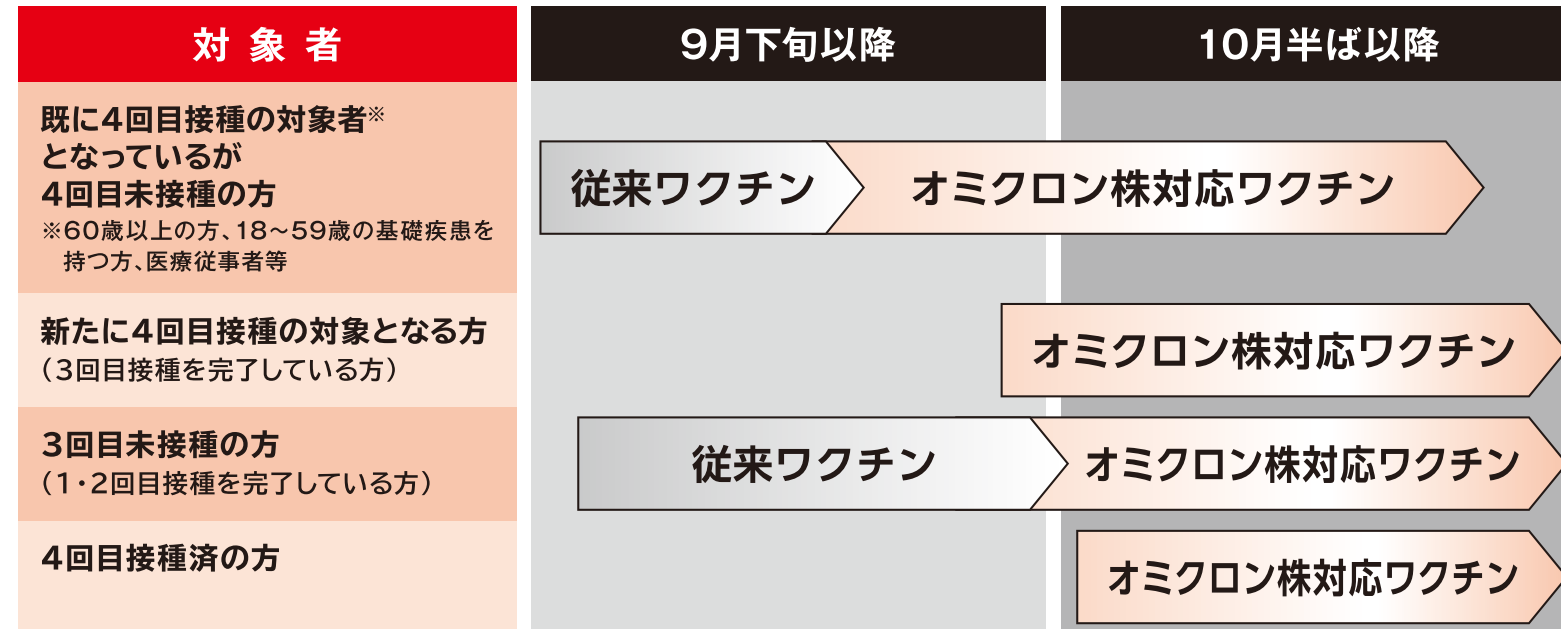 対象者
9月下旬以降
10月半ば以降
既に4回目接種の対象者※
となっているが
4回目未接種の方
※60歳以上の方、18～59歳の基礎疾患を
持つ方、医療従事者等
従来ワクチン
オミクロン株対応ワクチン
新たに4回目接種の対象となる方
（3回目接種を完了している方）
オミクロン株対応ワクチン
3回目未接種の方
（1・2回目接種を完了している方）
従来ワクチン
オミクロン株対応ワクチン
4回目接種済の方
オミクロン株対応ワクチン